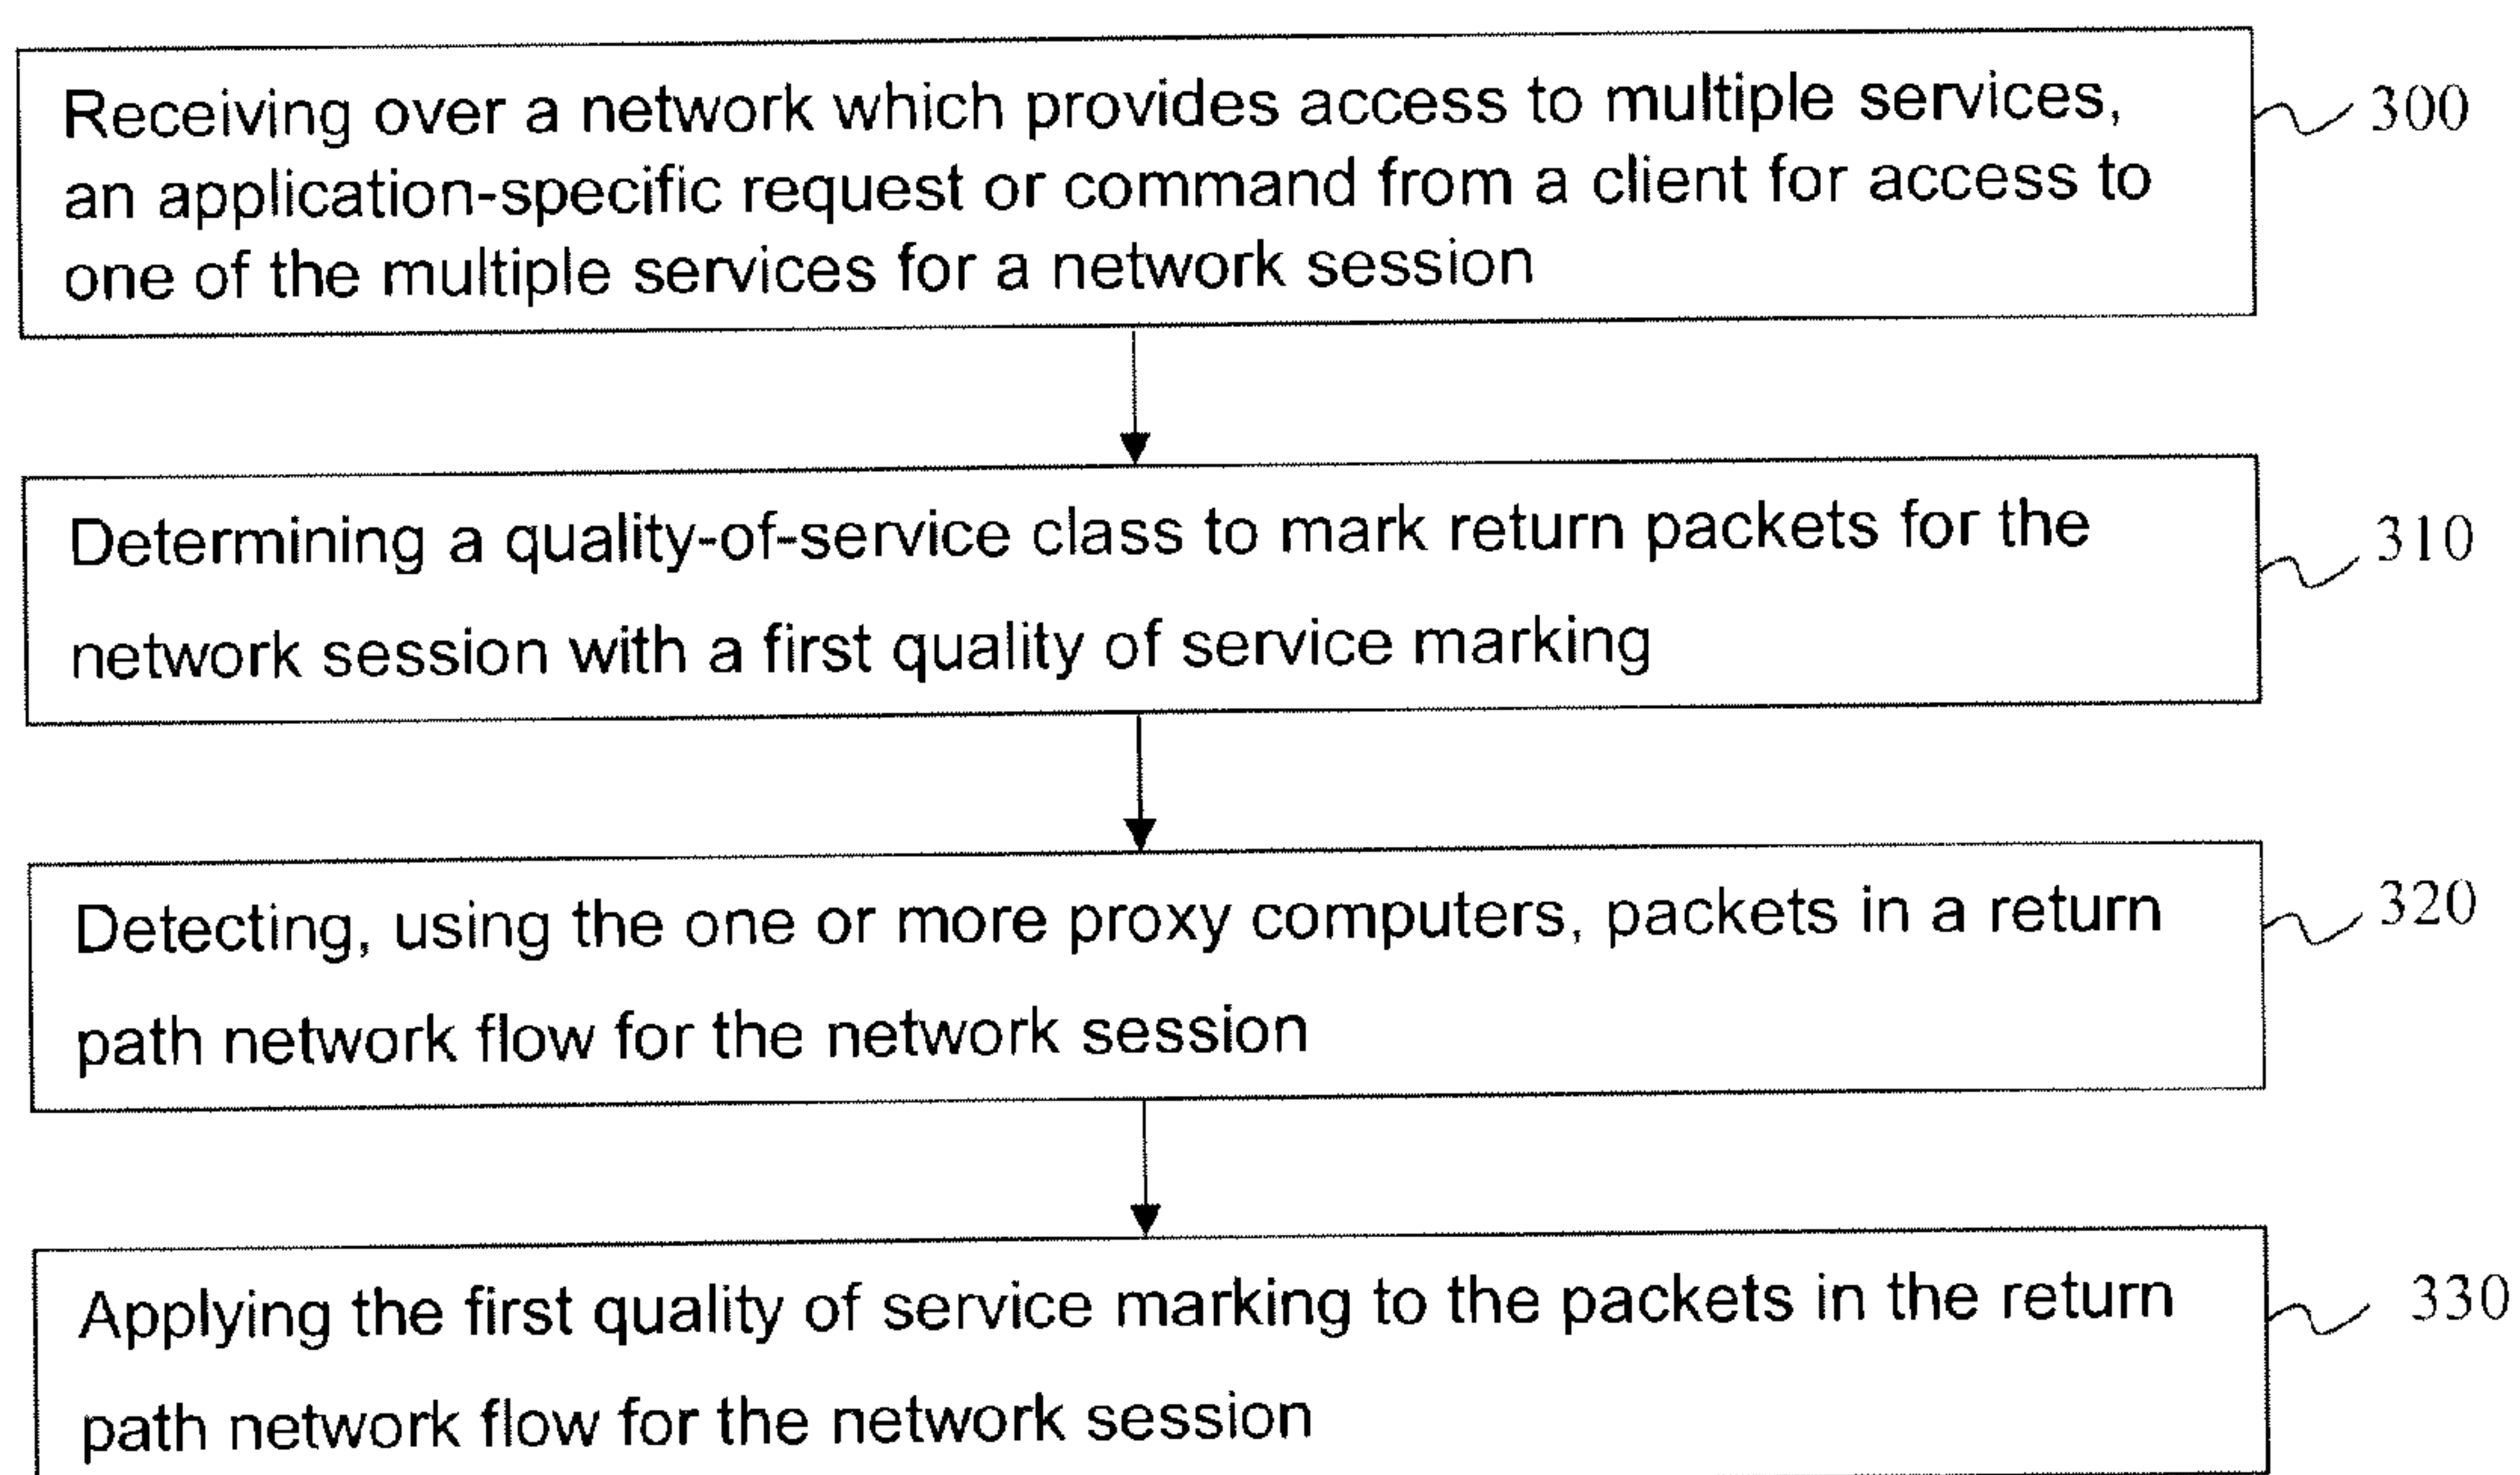 Receiving over a network which provides access to multiple services,
an application-specific request or command from a client for access to
one of the multiple services for a network session
300
Determining a quality-of-service class to mark return packets for the
network session with a first quality of service marking
310
Detecting, using the one or more proxy computers, packets in a return
path network flow for the network session
320
Applying the first quality of service marking to the packets in the return
path network flow for the network session
330